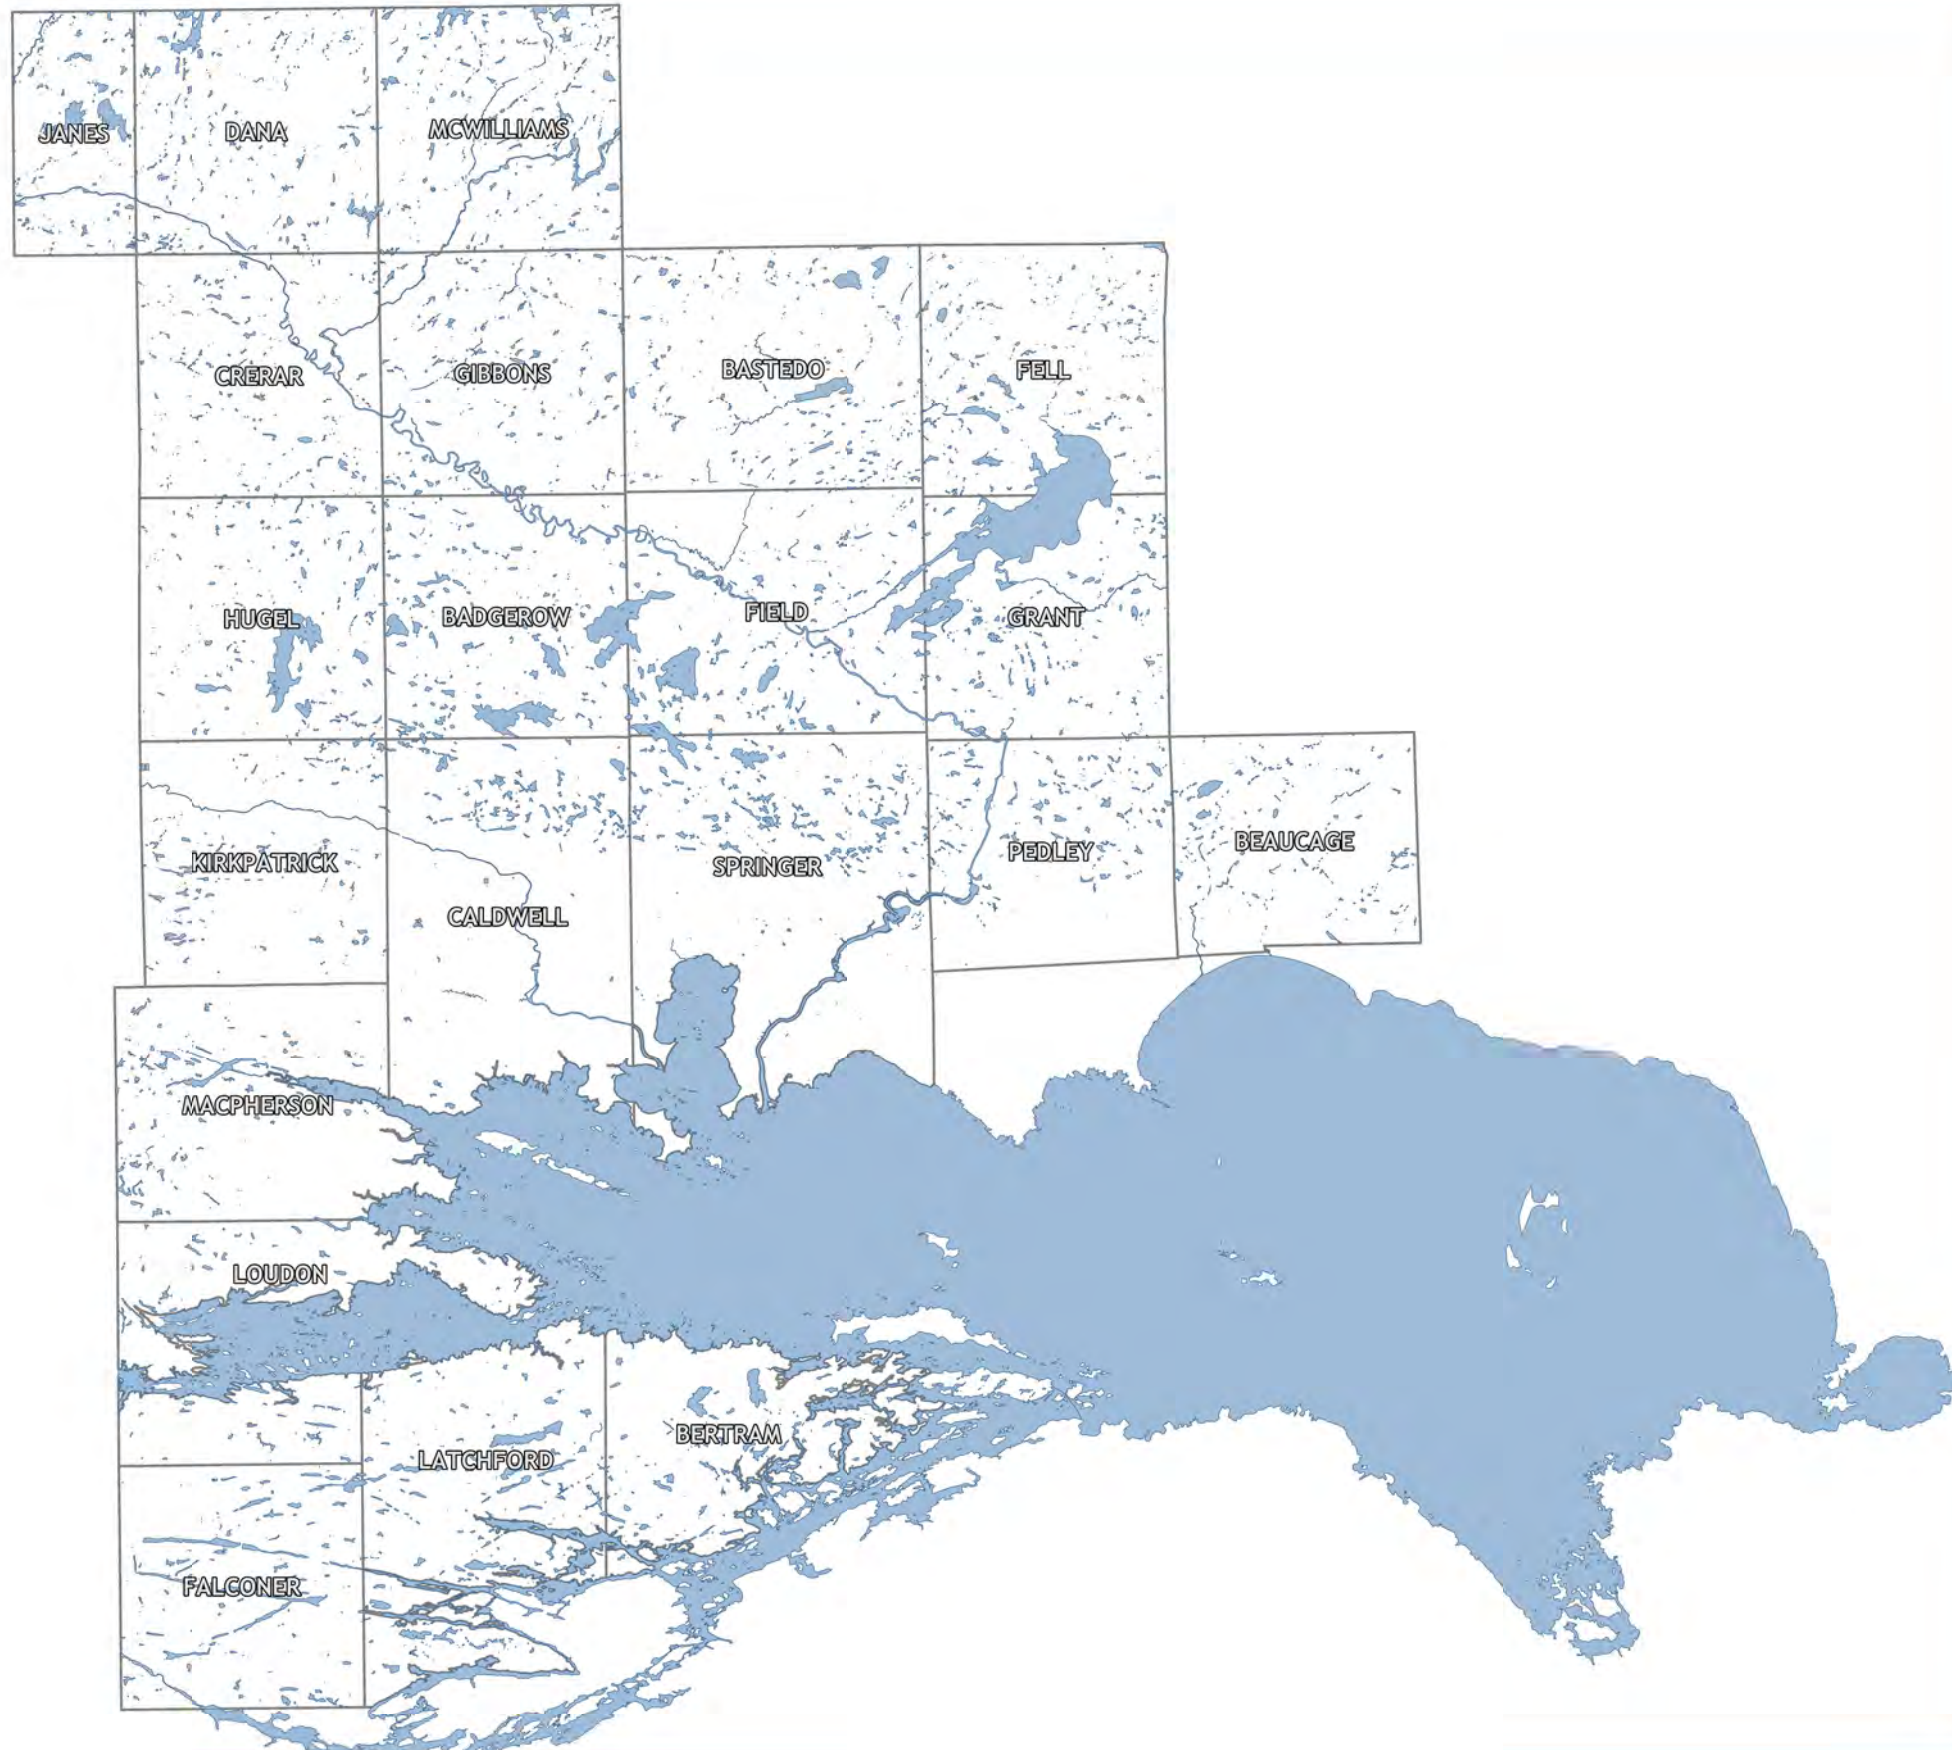 JANES
DANA
MCWILLIAMS
CRERAR
GIBBONS
BASTEDO
FELL
HUGEL
BADGEROW
FIELD
GRANT
KIRKPATRICK
CALDWELL
SPRINGER
PEDLEY
BEAUCAGE
MACPHERSON
LOUDON
LATCHFORD
BERTRAM
FALCONER